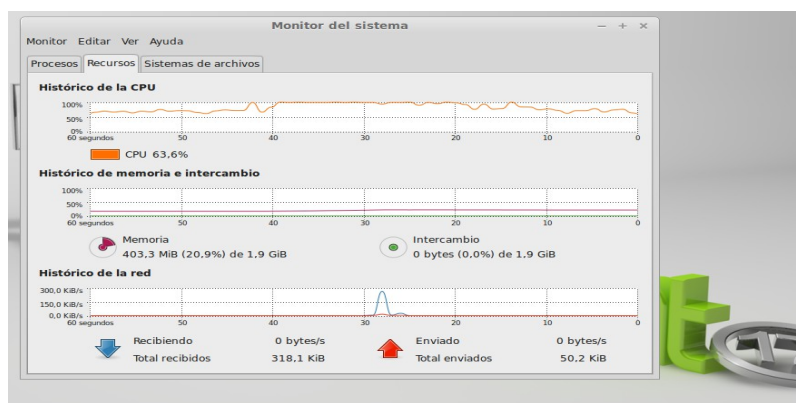 Monitor del sistema
Monitor Editar Ver Ayuda
Procesos Recursos Sistemas de archivos
Histórico de la CPU
100%
50%
0%
60 segundos 50 40 30 20 10 0
CPU 63,6%
Histórico de memoria e intercambio
100%
50%
0%
60 segundos 50 40 30 20 10 0
Memoria Intercambio
403,3 MiB (20,9%) de 1,9 GiB 0 bytes (0,0%) de 1,9 GiB
Histórico de la red
300,0 KiB/s
150,0 KiB/s
0,0 KiB/s
60 segundos 50 40 30 20 10 0
Recibiendo 0 bytes/s Enviado 0 bytes/s
Total recibidos 318,1 KiB Total enviados 50,2 KiB
t 17